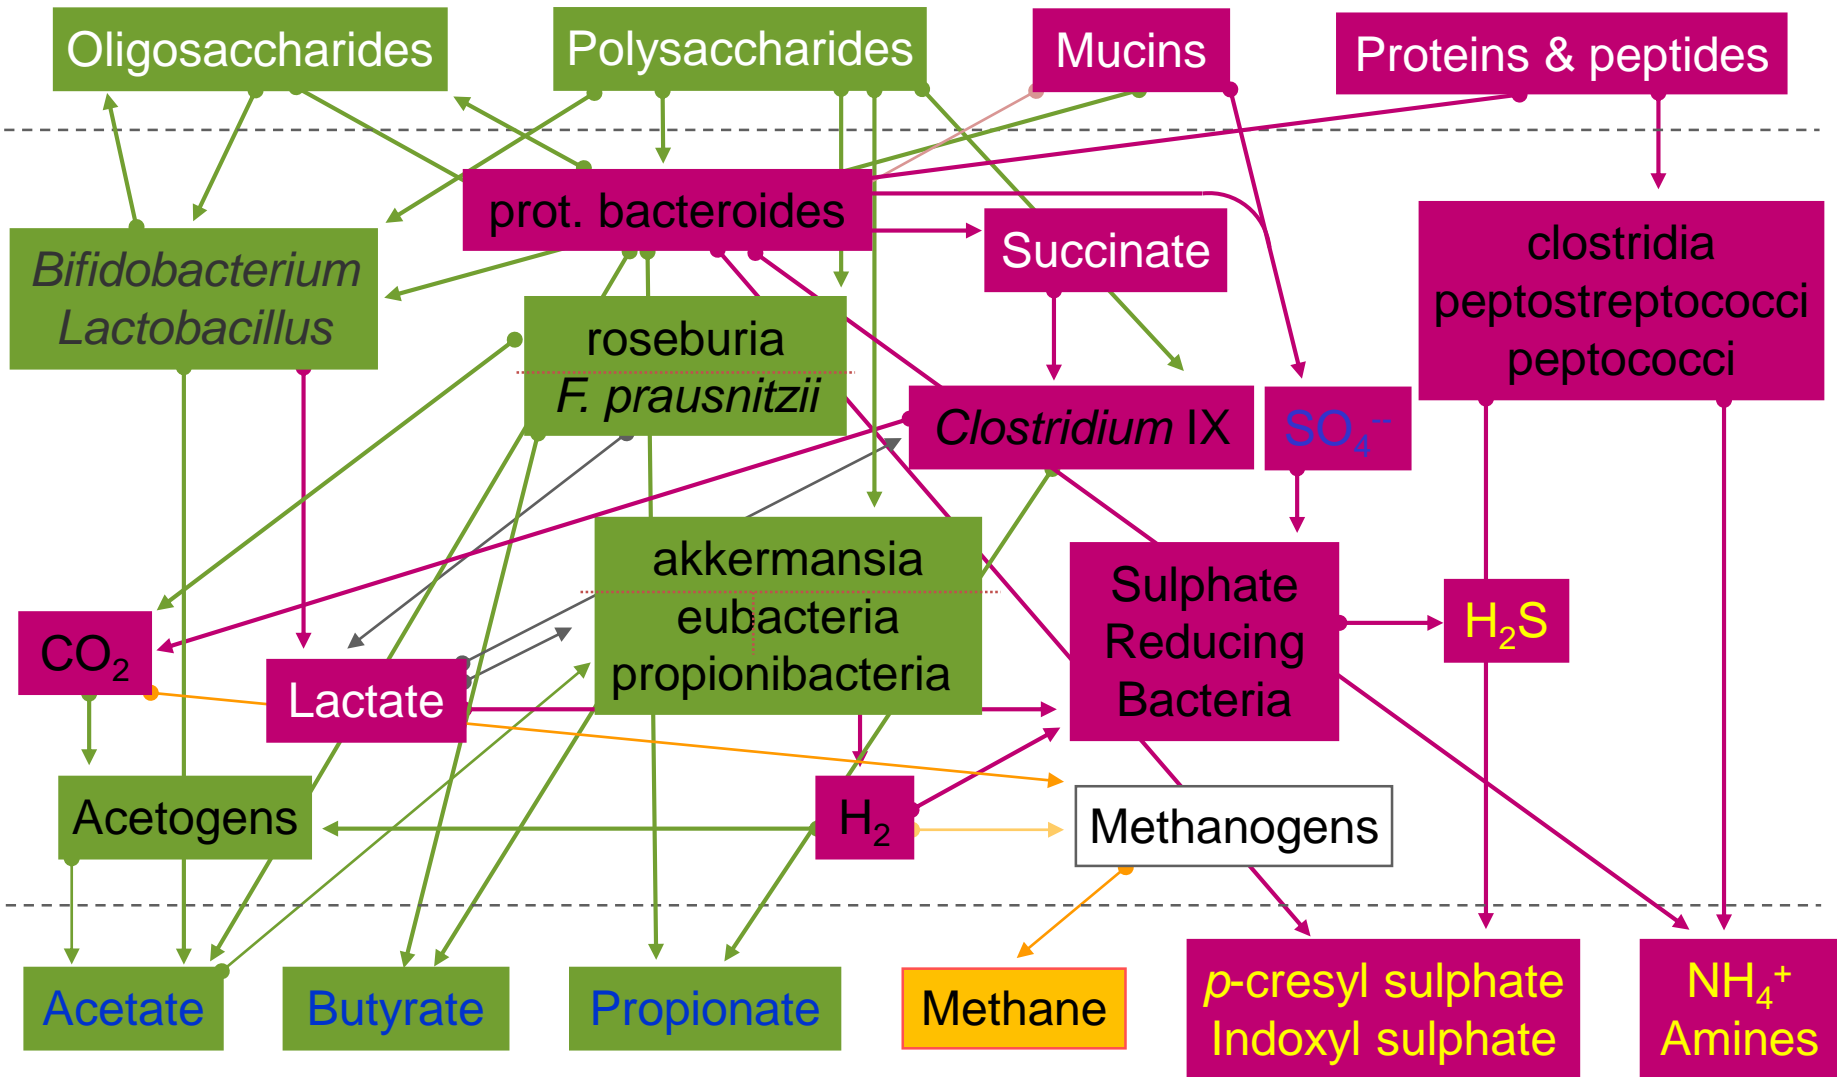 Oligosaccharides
Polysaccharides
Mucins
Proteins & peptides
prot. bacteroides
Succinate
clostridia
peptostreptococci
peptococci
Bifidobacterium
Lactobacillus
roseburia
F. prausnitzii
Clostridium IX
SO₄⁻⁻
akkermansia
eubacteria
propionibacteria
Sulphate
Reducing
Bacteria
H₂S
CO₂
Lactate
Acetogens
H₂
Methanogens
Acetate
Butyrate
Propionate
Methane
p-cresyl sulphate
Indoxyl sulphate
NH₄⁺
Amines